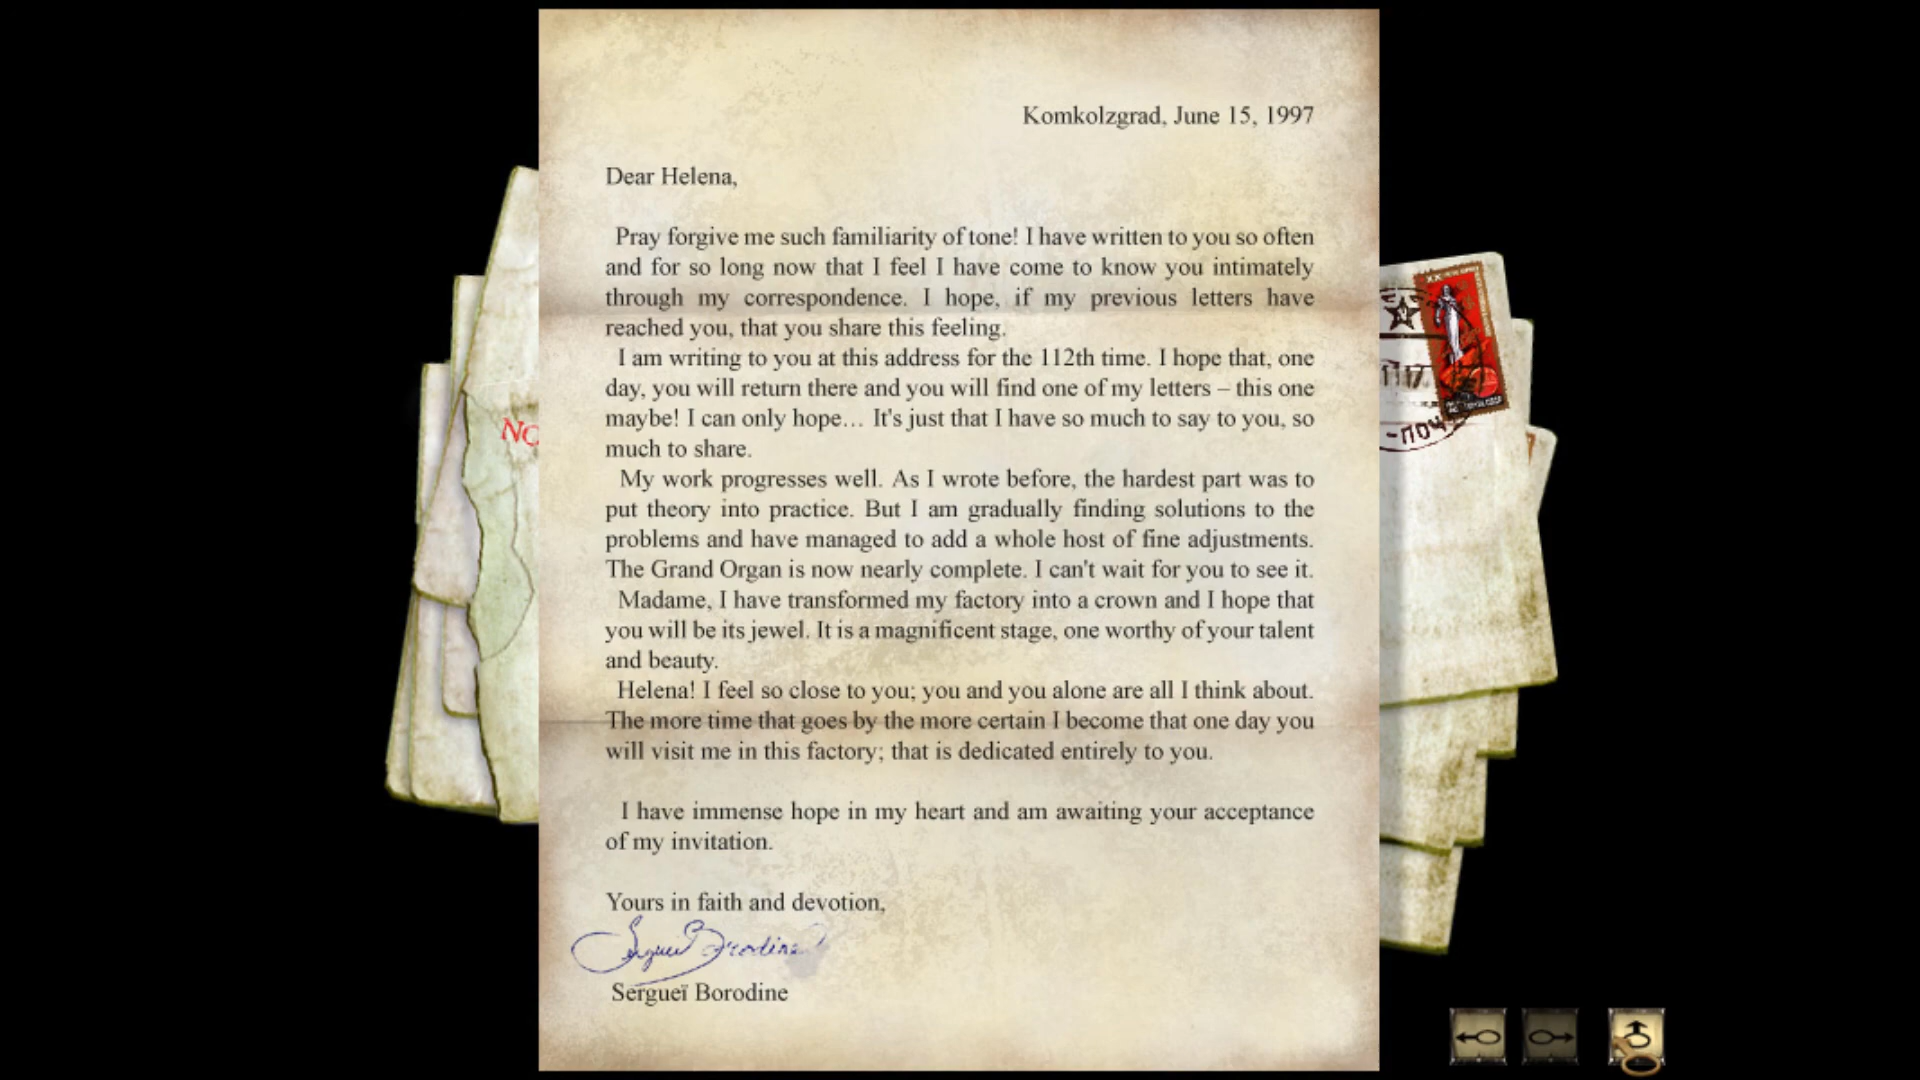 Komkolzgrad, June 15, 1997
Dear Helena,
Pray forgive me such familiarity of tone! I have written to you so often
and for so long now that I feel I have come to know you intimately
through my correspondence. I hope, if my previous letters have
reached you, that you share this feeling.
I am writing to you at this address for the 112th time. I hope that, one
day, you will return there and you will find one of my letters – this one
maybe! I can only hope… It's just that I have so much to say to you, so
much to share.
My work progresses well. As I wrote before, the hardest part was to
put theory into practice. But I am gradually finding solutions to the
problems and have managed to add a whole host of fine adjustments.
The Grand Organ is now nearly complete. I can't wait for you to see it.
Madame, I have transformed my factory into a crown and I hope that
you will be its jewel. It is a magnificent stage, one worthy of your talent
and beauty.
Helena! I feel so close to you; you and you alone are all I think about.
The more time that goes by the more certain I become that one day you
will visit me in this factory; that is dedicated entirely to you.
I have immense hope in my heart and am awaiting your acceptance
of my invitation.
Yours in faith and devotion,
Serguei Borodine
Sergueï Borodine
NO
-ПОЧ